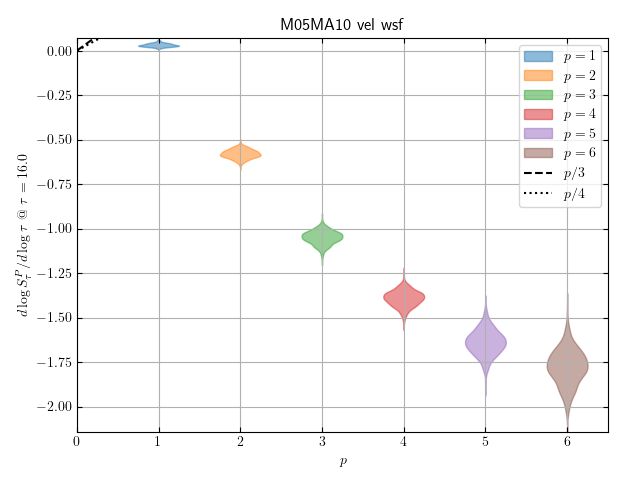 M05MA10 vel wsf
d log S_τ^P / d log τ @ τ = 16.0
0.00
−0.25
−0.50
−0.75
−1.00
−1.25
−1.50
−1.75
−2.00
0 1 2 3 4 5 6
p
p = 1
p = 2
p = 3
p = 4
p = 5
p = 6
p/3
p/4